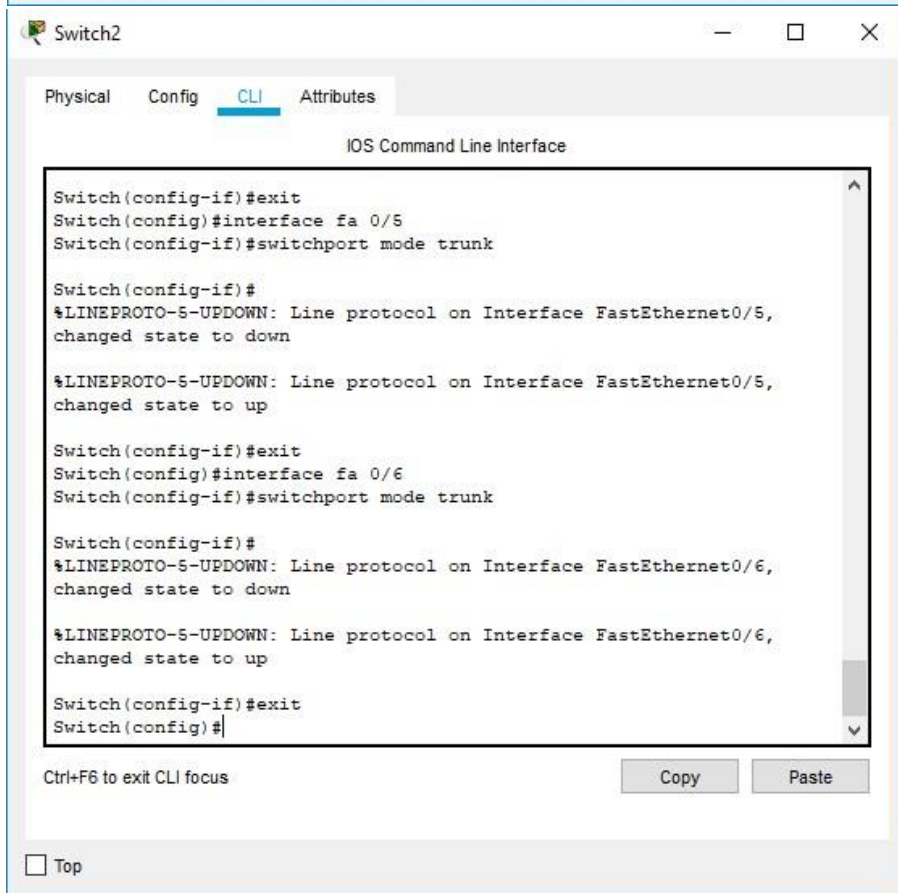 Switch2
Physical Config CLI Attributes
IOS Command Line Interface
Switch(config-if)#exit
Switch(config)#interface fa 0/5
Switch(config-if)#switchport mode trunk
Switch(config-if)#
%LINEPROTO-5-UPDOWN: Line protocol on Interface FastEthernet0/5,
changed state to down
%LINEPROTO-5-UPDOWN: Line protocol on Interface FastEthernet0/5,
changed state to up
Switch(config-if)#exit
Switch(config)#interface fa 0/6
Switch(config-if)#switchport mode trunk
Switch(config-if)#
%LINEPROTO-5-UPDOWN: Line protocol on Interface FastEthernet0/6,
changed state to down
%LINEPROTO-5-UPDOWN: Line protocol on Interface FastEthernet0/6,
changed state to up
Switch(config-if)#exit
Switch(config)#
Ctrl+F6 to exit CLI focus Copy Paste
Top